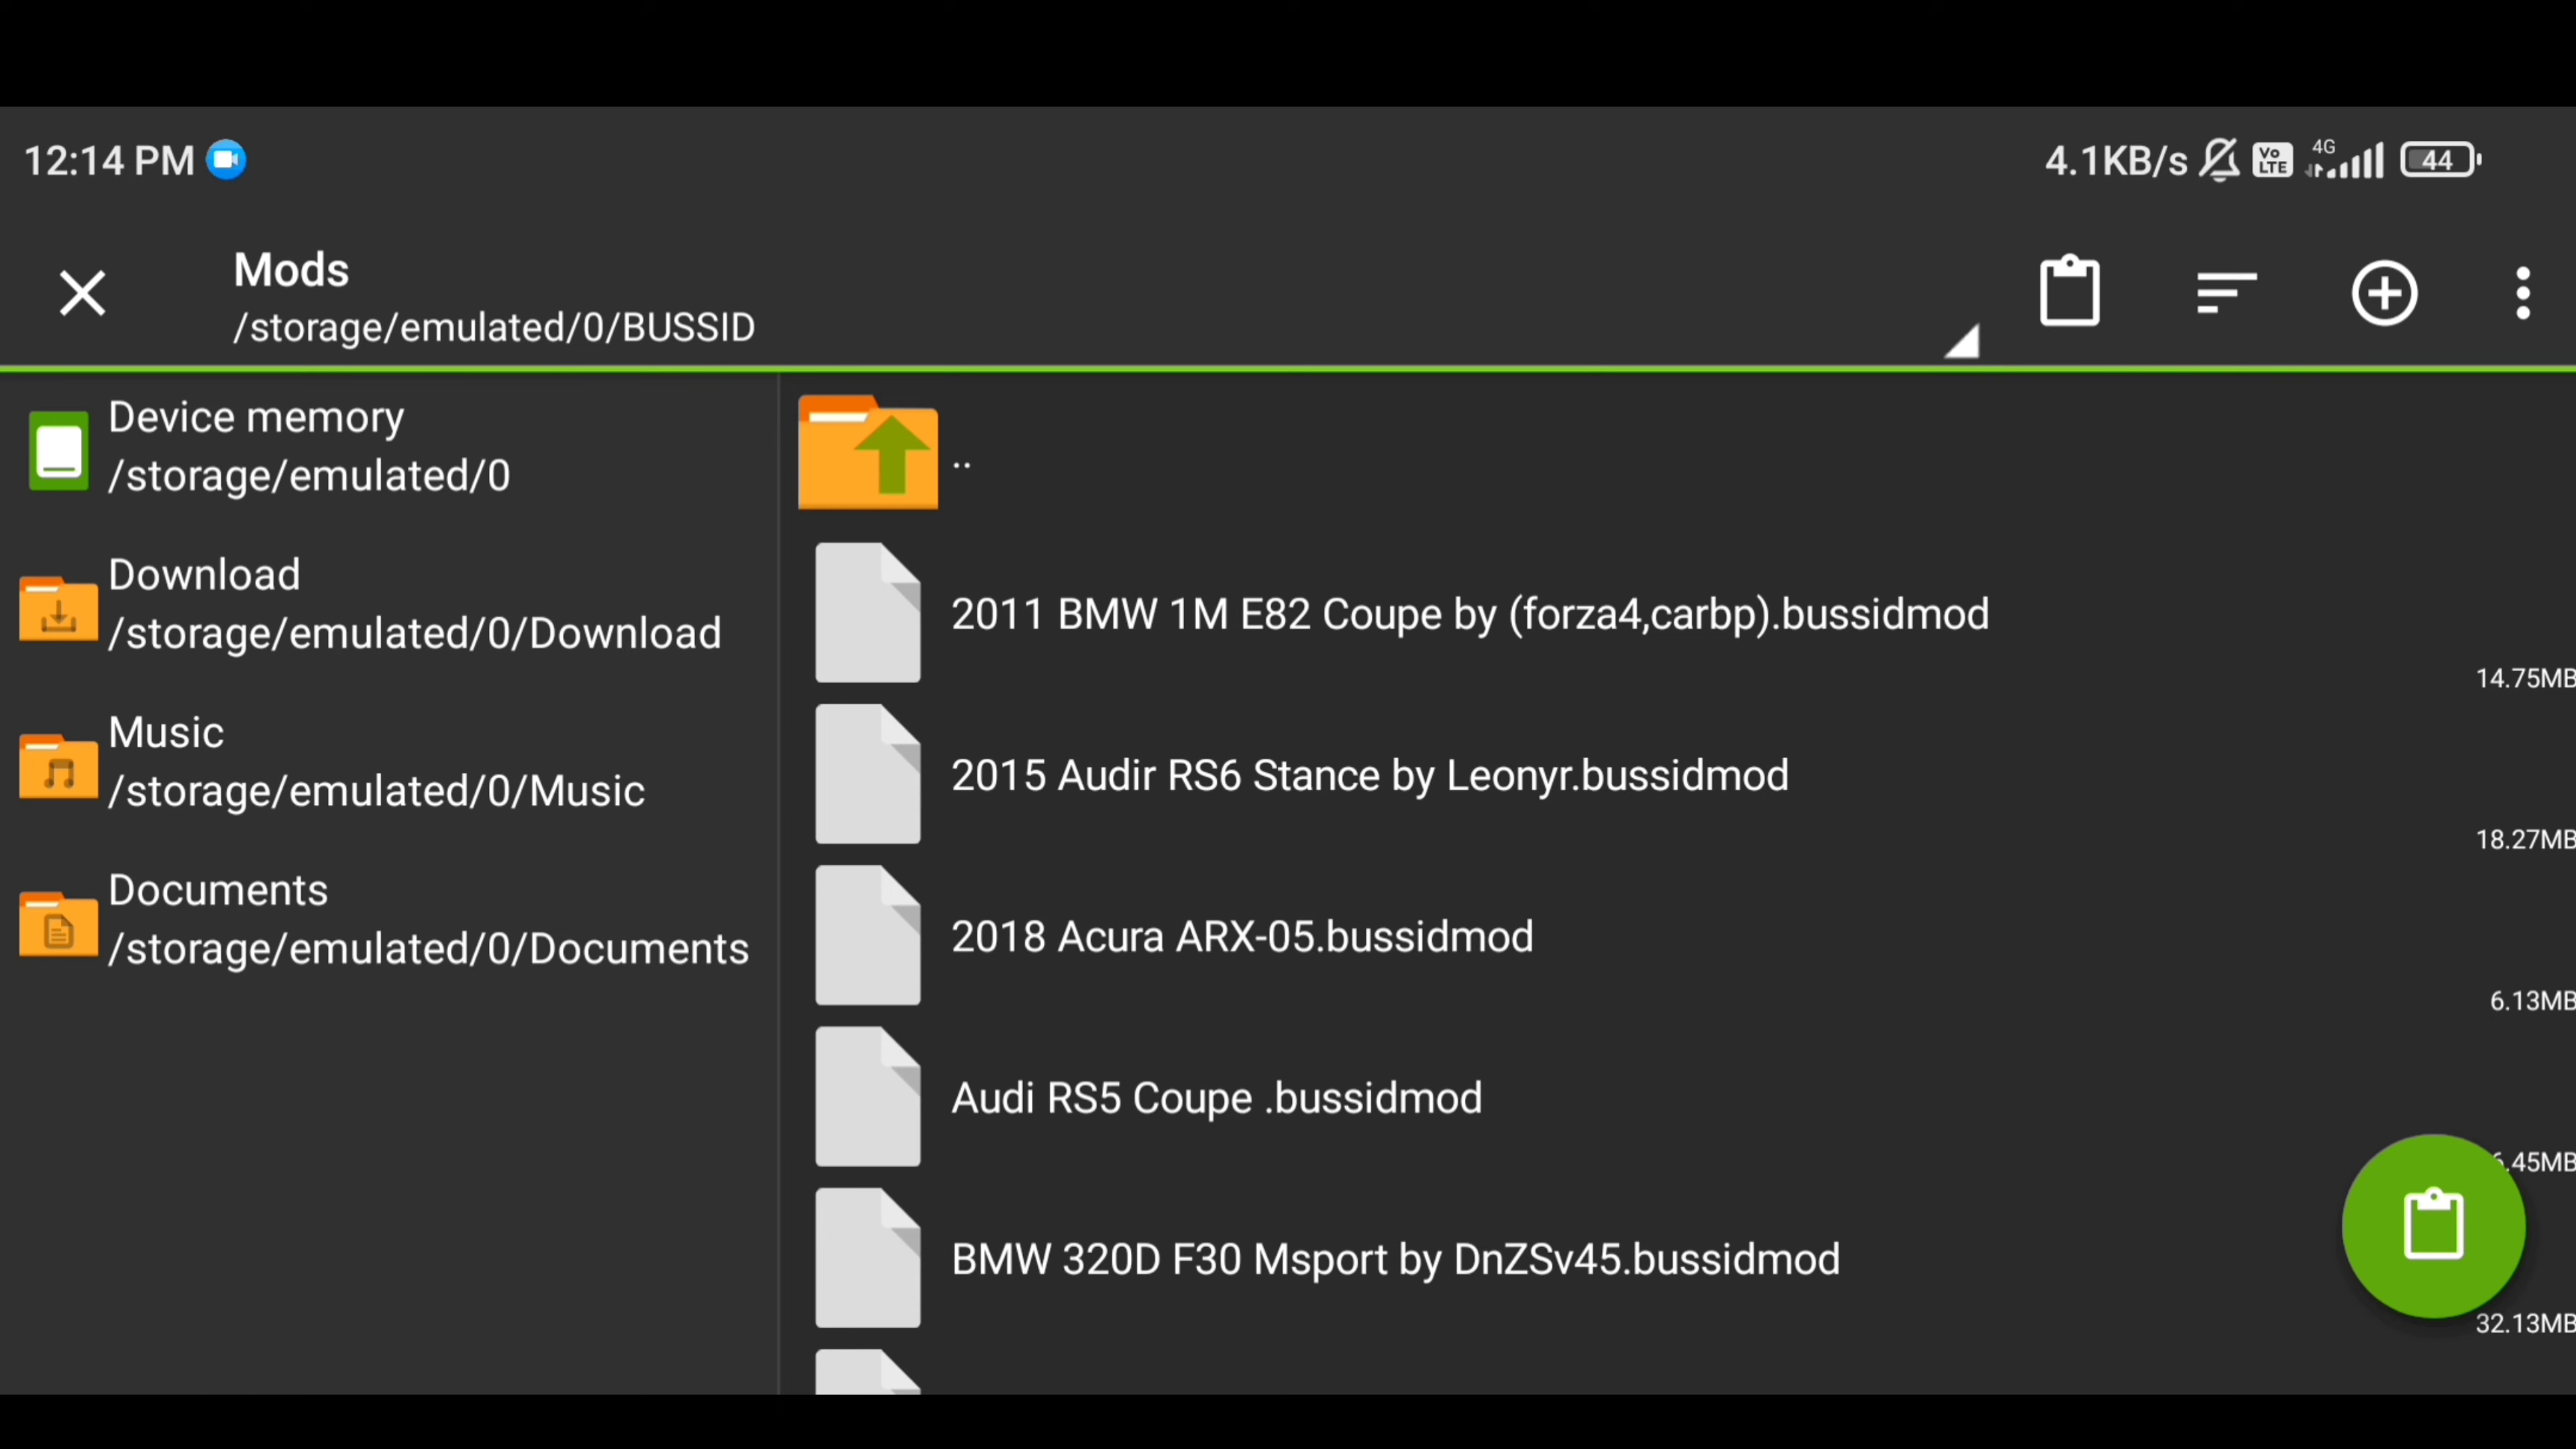 12:14 PM
4.1KB/s
Vo
LTE
4G
44
Mods
/storage/emulated/0/BUSSID
Device memory
/storage/emulated/0
Download
/storage/emulated/0/Download
Music
/storage/emulated/0/Music
Documents
/storage/emulated/0/Documents
..
2011 BMW 1M E82 Coupe by (forza4,carbp).bussidmod
14.75MB
2015 Audir RS6 Stance by Leonyr.bussidmod
18.27MB
2018 Acura ARX-05.bussidmod
6.13MB
Audi RS5 Coupe .bussidmod
.45MB
BMW 320D F30 Msport by DnZSv45.bussidmod
32.13MB